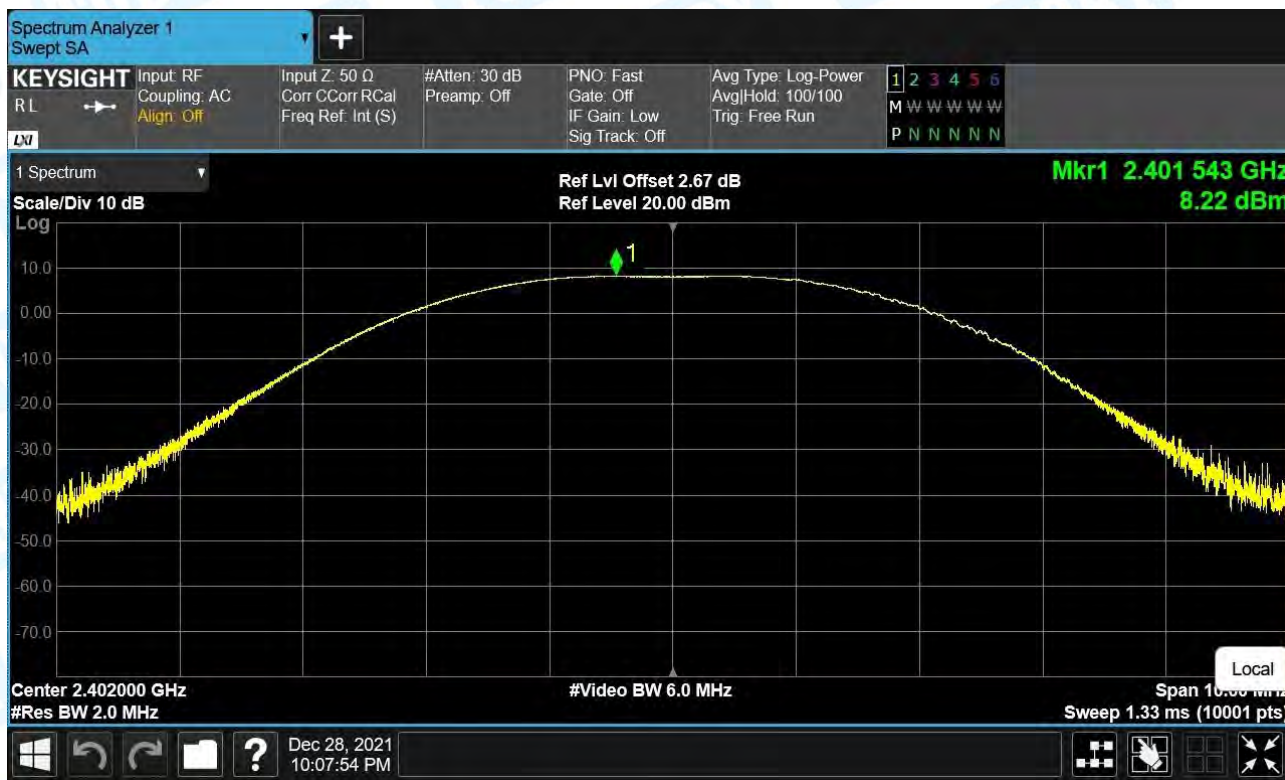 Spectrum Analyzer 1
Swept SA
KEYSIGHT
R L
LXI
Input: RF
Coupling: AC
Align: Off
Input Z: 50 Ω
Corr CCorr RCal
Freq Ref: Int (S)
#Atten: 30 dB
Preamp: Off
PNO: Fast
Gate: Off
IF Gain: Low
Sig Track: Off
Avg Type: Log-Power
Avg|Hold: 100/100
Trig: Free Run
1 2 3 4 5 6
M W W W W W
P N N N N N
1 Spectrum
Scale/Div 10 dB
Log
Ref Lvl Offset 2.67 dB
Ref Level 20.00 dBm
Mkr1 2.401 543 GHz
8.22 dBm
1
10.0
0.00
-10.0
-20.0
-30.0
-40.0
-50.0
-60.0
-70.0
Local
Center 2.402000 GHz
#Res BW 2.0 MHz
#Video BW 6.0 MHz
Span 10.00 MHz
Sweep 1.33 ms (10001 pts)
?
Dec 28, 2021
10:07:54 PM